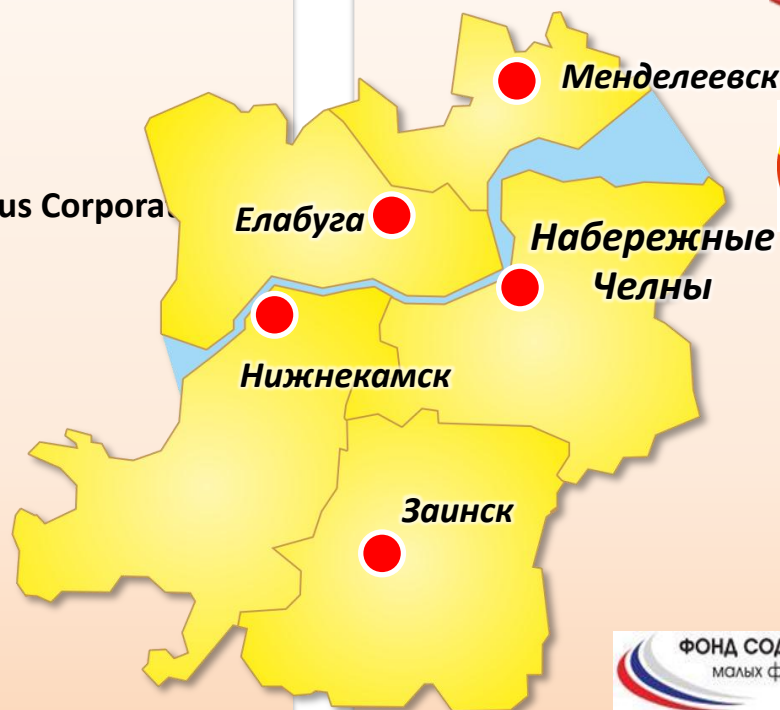 Менделеевск
us Corpora
Елабуга
Набережные
Челны
Нижнекамск
Заинск
ФОНД СОД
малых ф